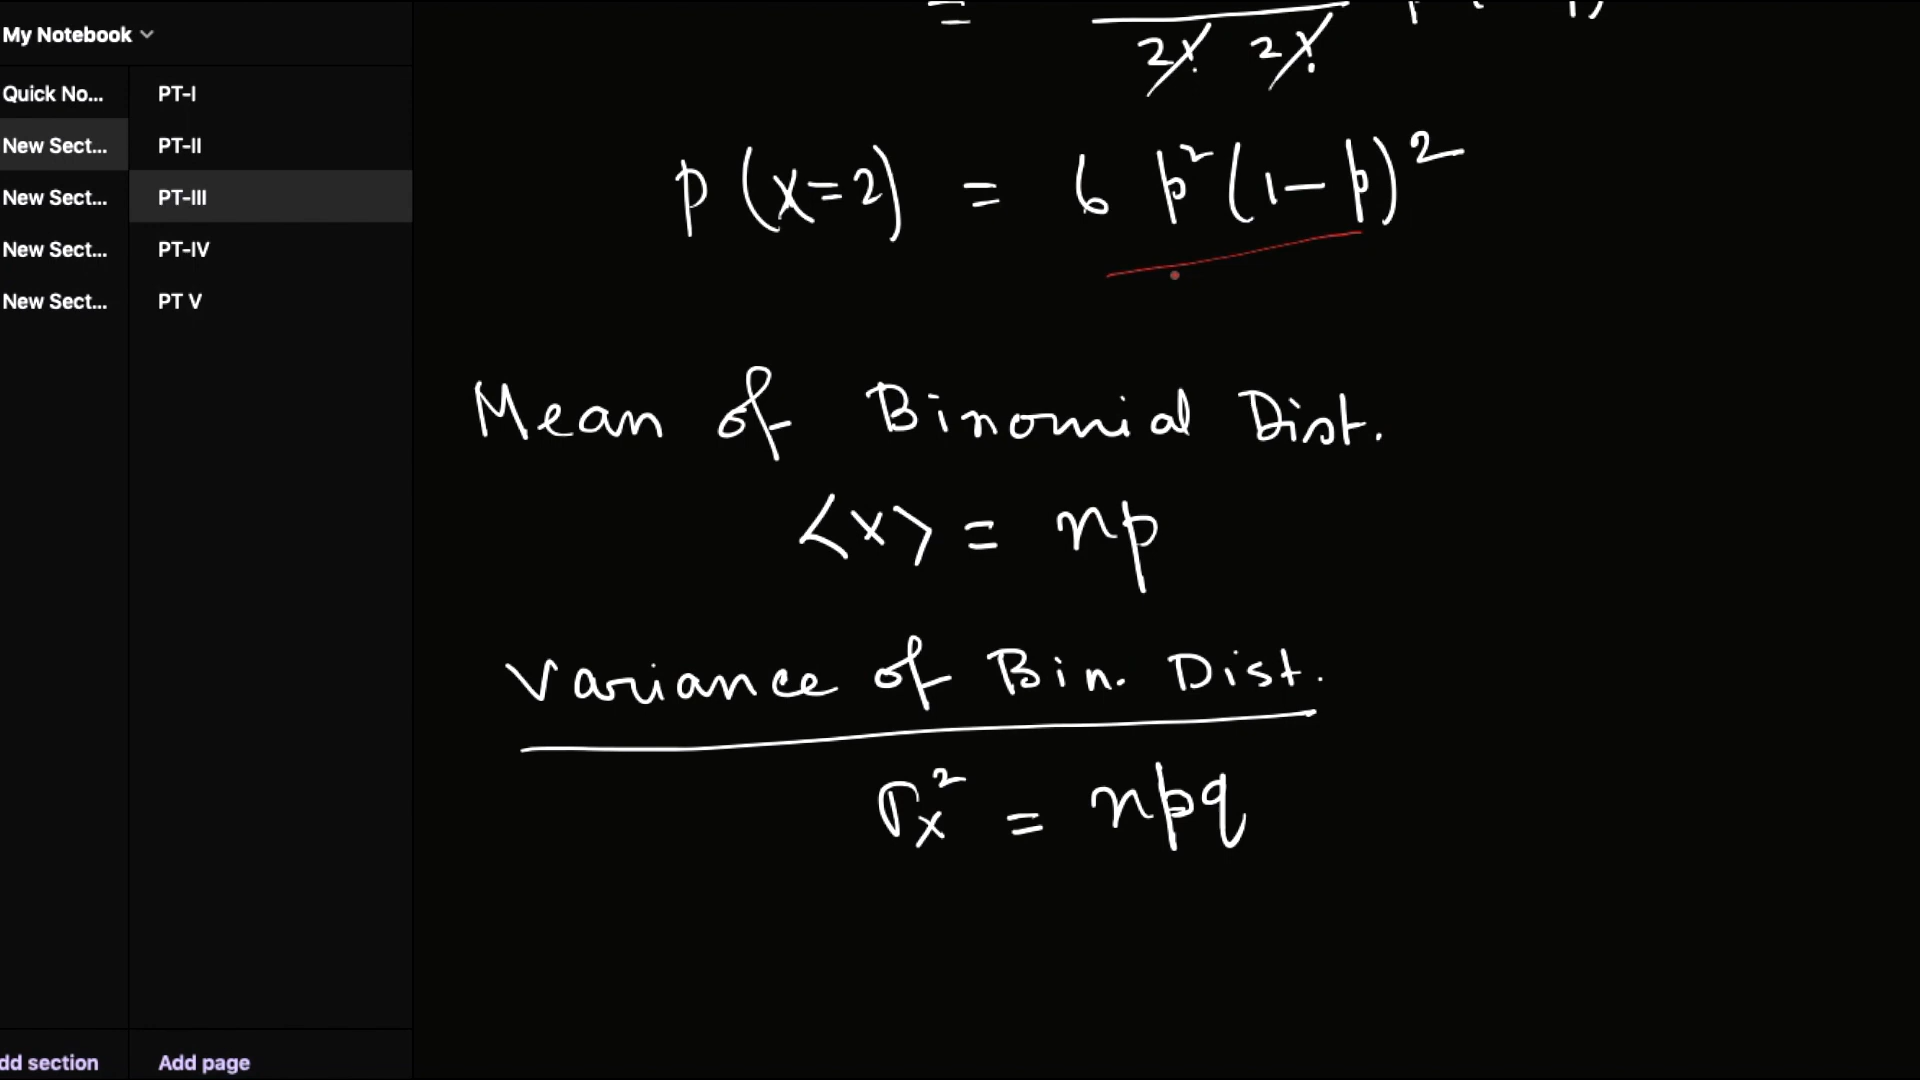 My Notebook
Quick No...
New Sect...
New Sect...
New Sect...
New Sect...
PT-I
PT-II
PT-III
PT-IV
PT V
dd section
Add page
=
2x! 2x!
p (x=2) = 6 p²(1-p)²
Mean of Binomial Dist.
<x> = np
Variance of Bin. Dist.
σx² = npq